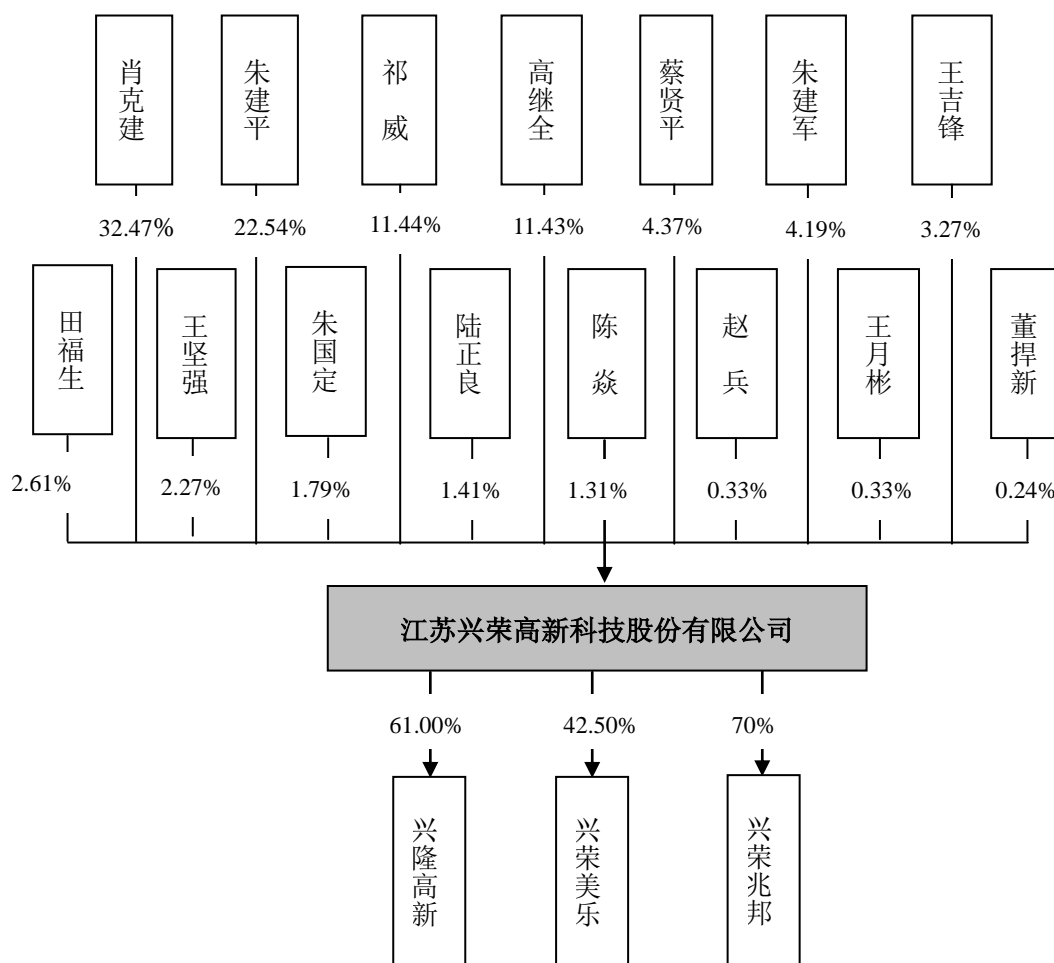 肖克建
朱建平
祁 威
高继全
蔡贤平
朱建军
王吉锋
32.47%
22.54%
11.44%
11.43%
4.37%
4.19%
3.27%
田福生
王坚强
朱国定
陆正良
陈 焱
赵 兵
王月彬
董捍新
2.61%
2.27%
1.79%
1.41%
1.31%
0.33%
0.33%
0.24%
江苏兴荣高新科技股份有限公司
61.00%
42.50%
70%
兴隆高新
兴荣美乐
兴荣兆邦